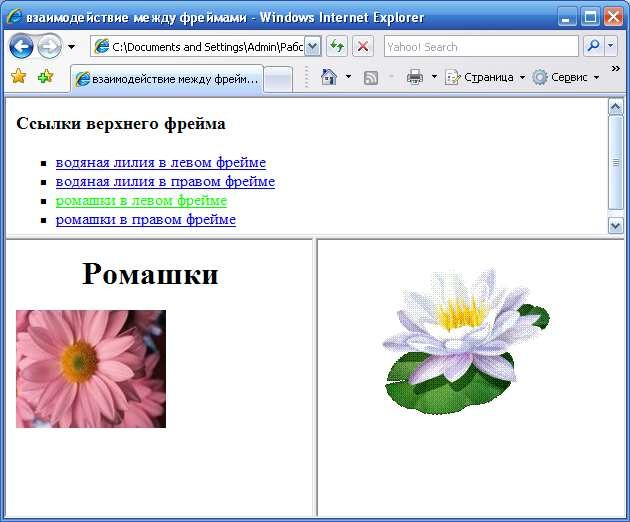 взаимодействие между фреймами - Windows Internet Explorer
C:\Documents and Settings\Admin\Рабс
Yahoo! Search
взаимодействие между фрейм...
Страница
Сервис
»
Ссылки верхнего фрейма
водяная лилия в левом фрейме
водяная лилия в правом фрейме
ромашки в левом фрейме
ромашки в правом фрейме
Ромашки